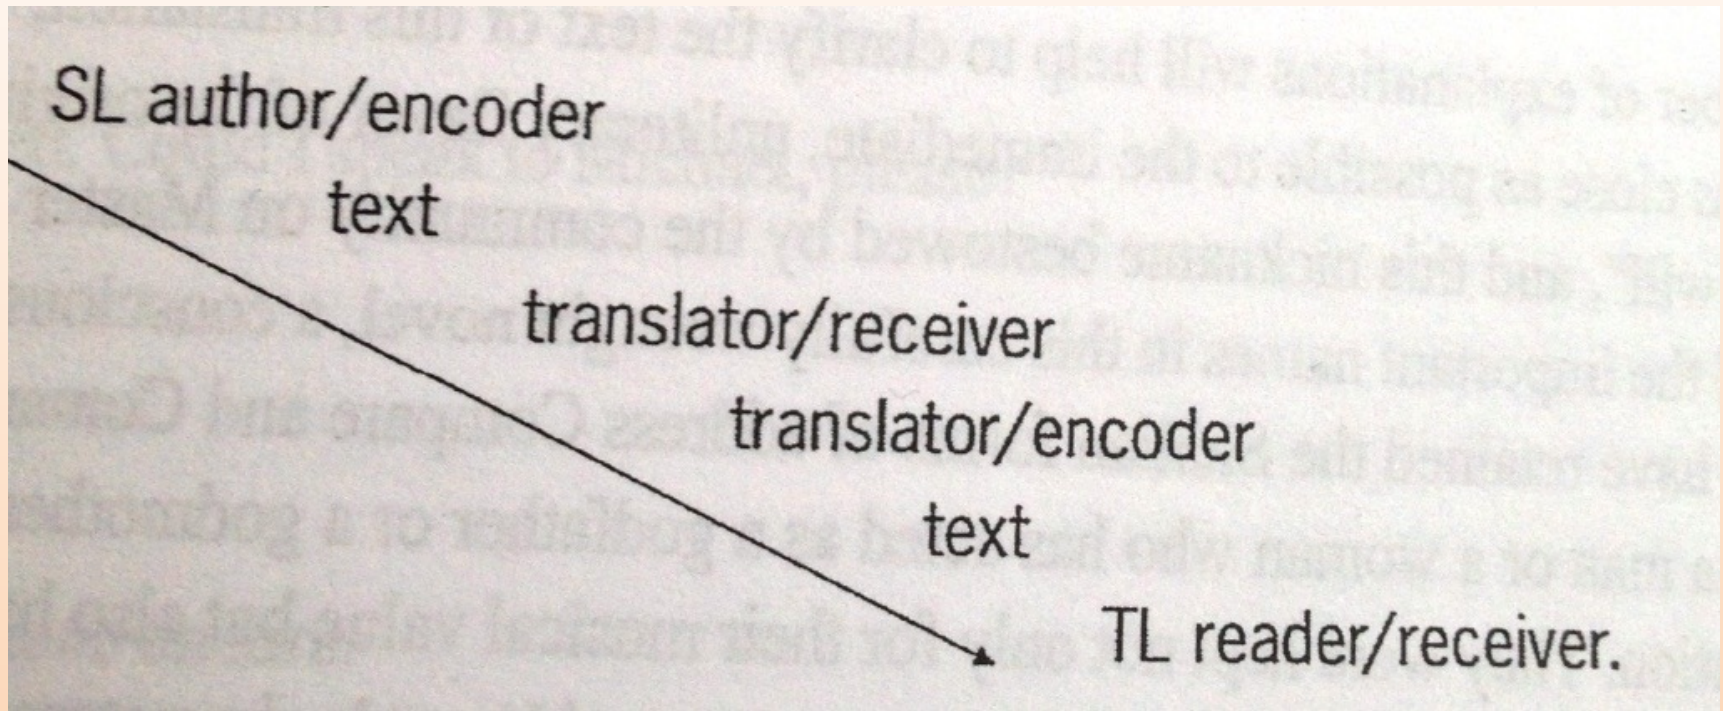 SL author/encoder
text
translator/receiver
translator/encoder
text
TL reader/receiver.